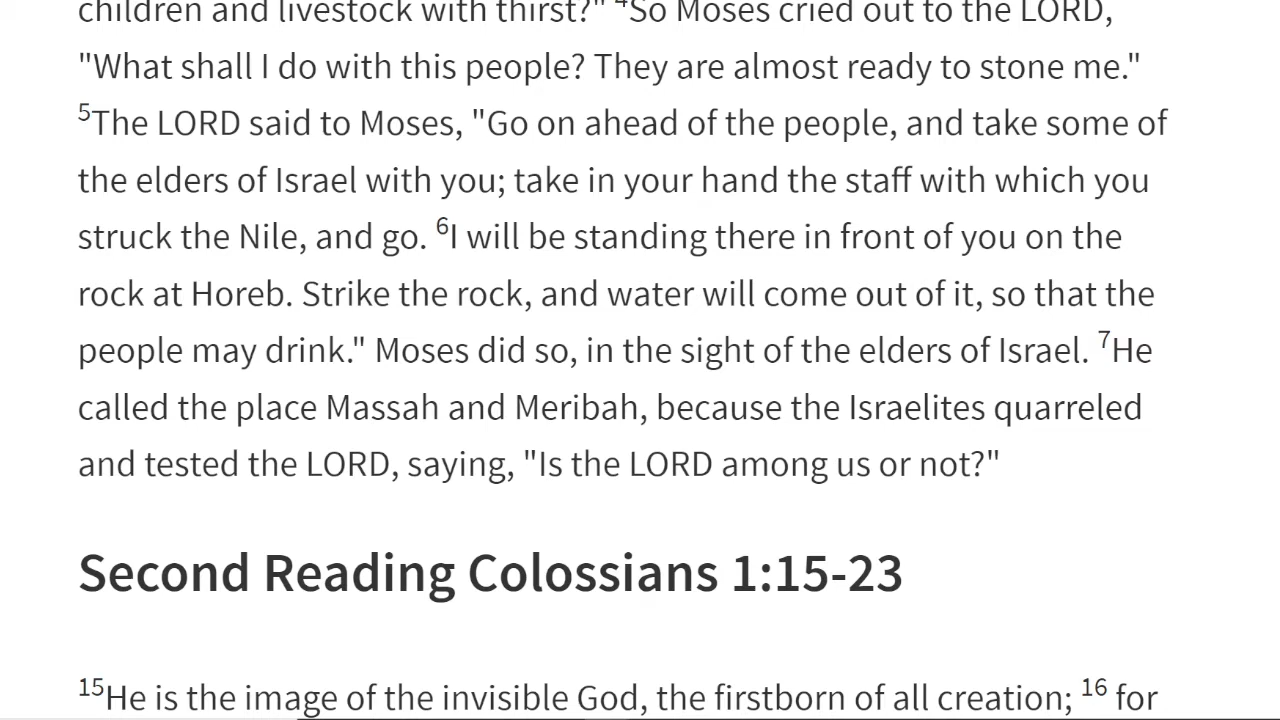 children and livestock with thirst?" ⁴So Moses cried out to the LORD,
"What shall I do with this people? They are almost ready to stone me."
⁵The LORD said to Moses, "Go on ahead of the people, and take some of
the elders of Israel with you; take in your hand the staff with which you
struck the Nile, and go. ⁶I will be standing there in front of you on the
rock at Horeb. Strike the rock, and water will come out of it, so that the
people may drink." Moses did so, in the sight of the elders of Israel. ⁷He
called the place Massah and Meribah, because the Israelites quarreled
and tested the LORD, saying, "Is the LORD among us or not?"
Second Reading Colossians 1:15-23
¹⁵He is the image of the invisible God, the firstborn of all creation; ¹⁶ for